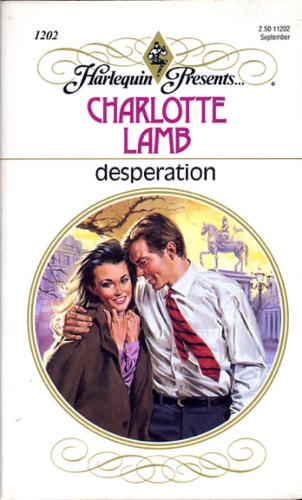 1202
2.50·11202
September
Harlequin Presents...
®
CHARLOTTE
LAMB
desperation